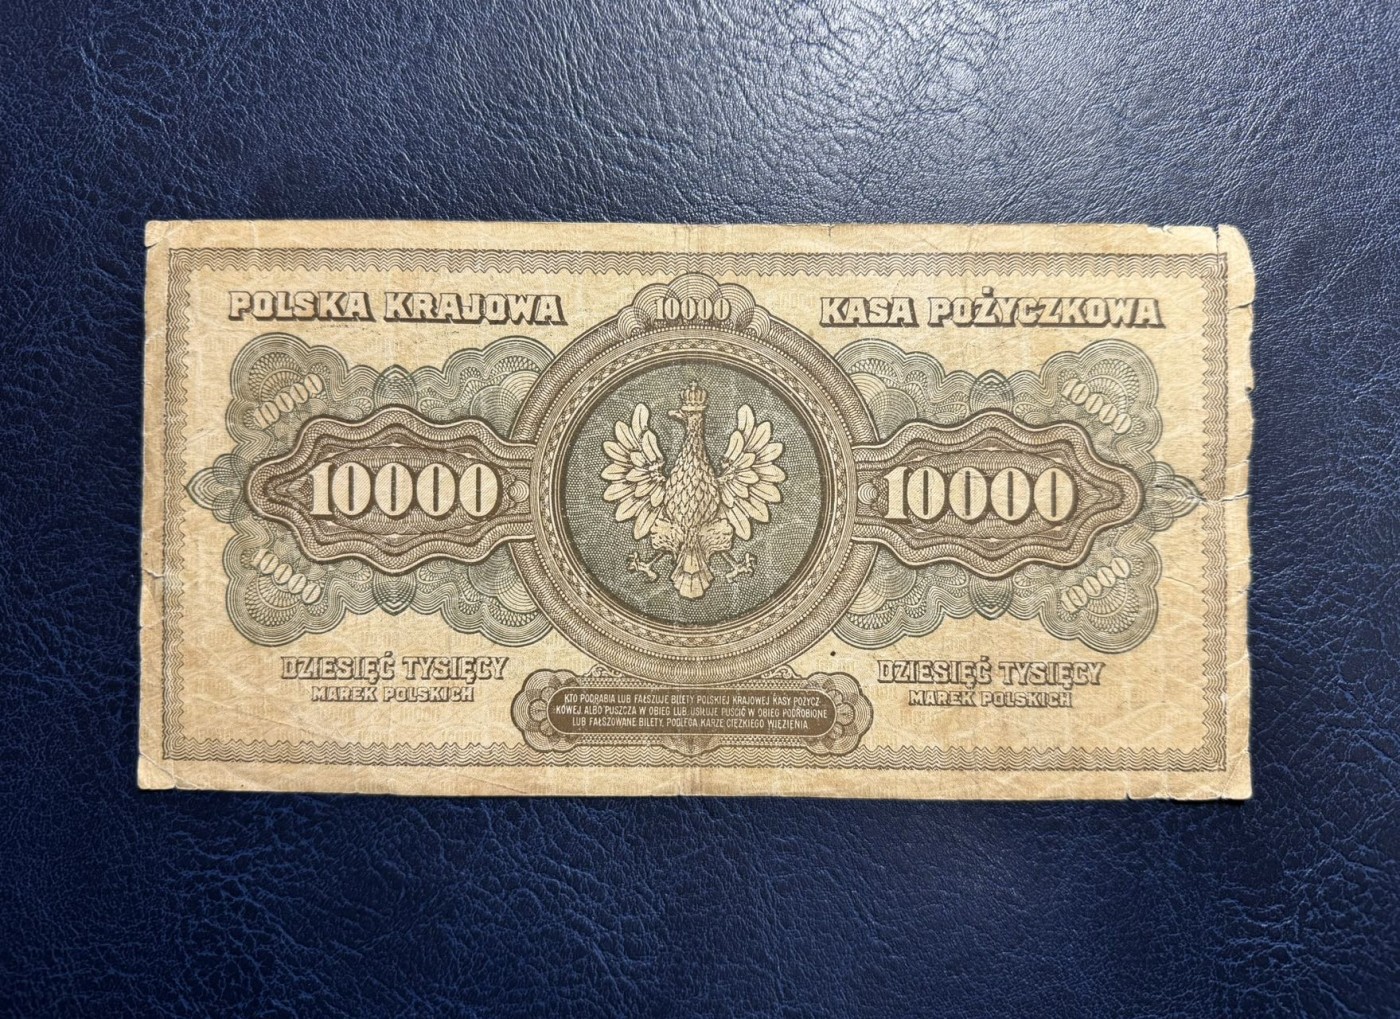 POLSKA KRAJOWA
KASA POŻYCZKOWA
10000
10000
10000
10000
10000
10000
10000
10000
DZIESIĘĆ TYSIĘCY
MAREK POLSKICH
DZIESIĘĆ TYSIĘCY
MAREK POLSKICH
KTO PODRABIA LUB FAŁSZUJE BILETY POLSKIEJ KRAJOWEJ KASY POŻYCZ-
KOWEJ ALBO PUSZCZA W OBIEG LUB USIŁUJE PUŚCIĆ W OBIEG PODROBIONE
LUB FAŁSZOWANE BILETY, PODLEGA KARZE CIĘŻKIEGO WIĘZIENIA